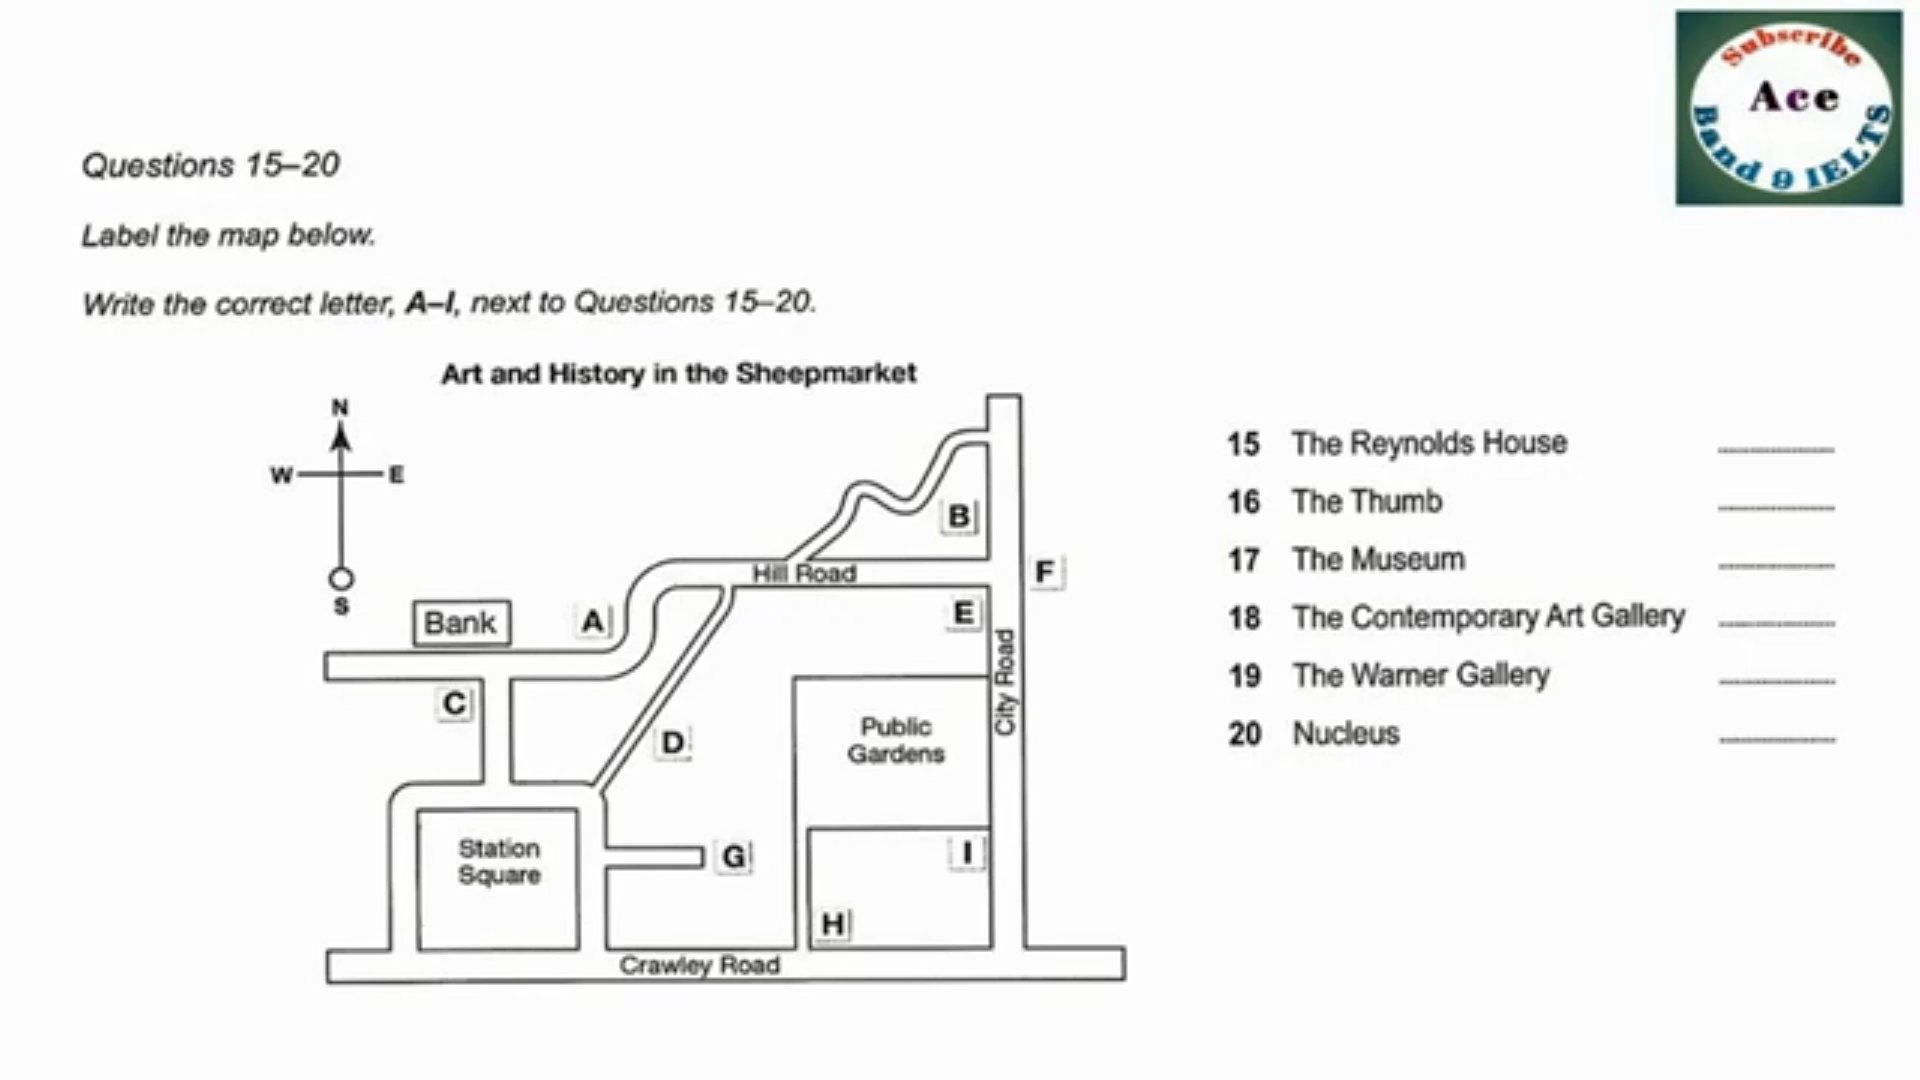 Subscribe
Ace
Band 9 IELTS
Questions 15–20
Label the map below.
Write the correct letter, A–I, next to Questions 15–20.
Art and History in the Sheepmarket
N
W E
S
Bank
A
B
C
D
E
F
G
H
I
Hill Road
City Road
Public
Gardens
Station
Square
Crawley Road
15 The Reynolds House
16 The Thumb
17 The Museum
18 The Contemporary Art Gallery
19 The Warner Gallery
20 Nucleus